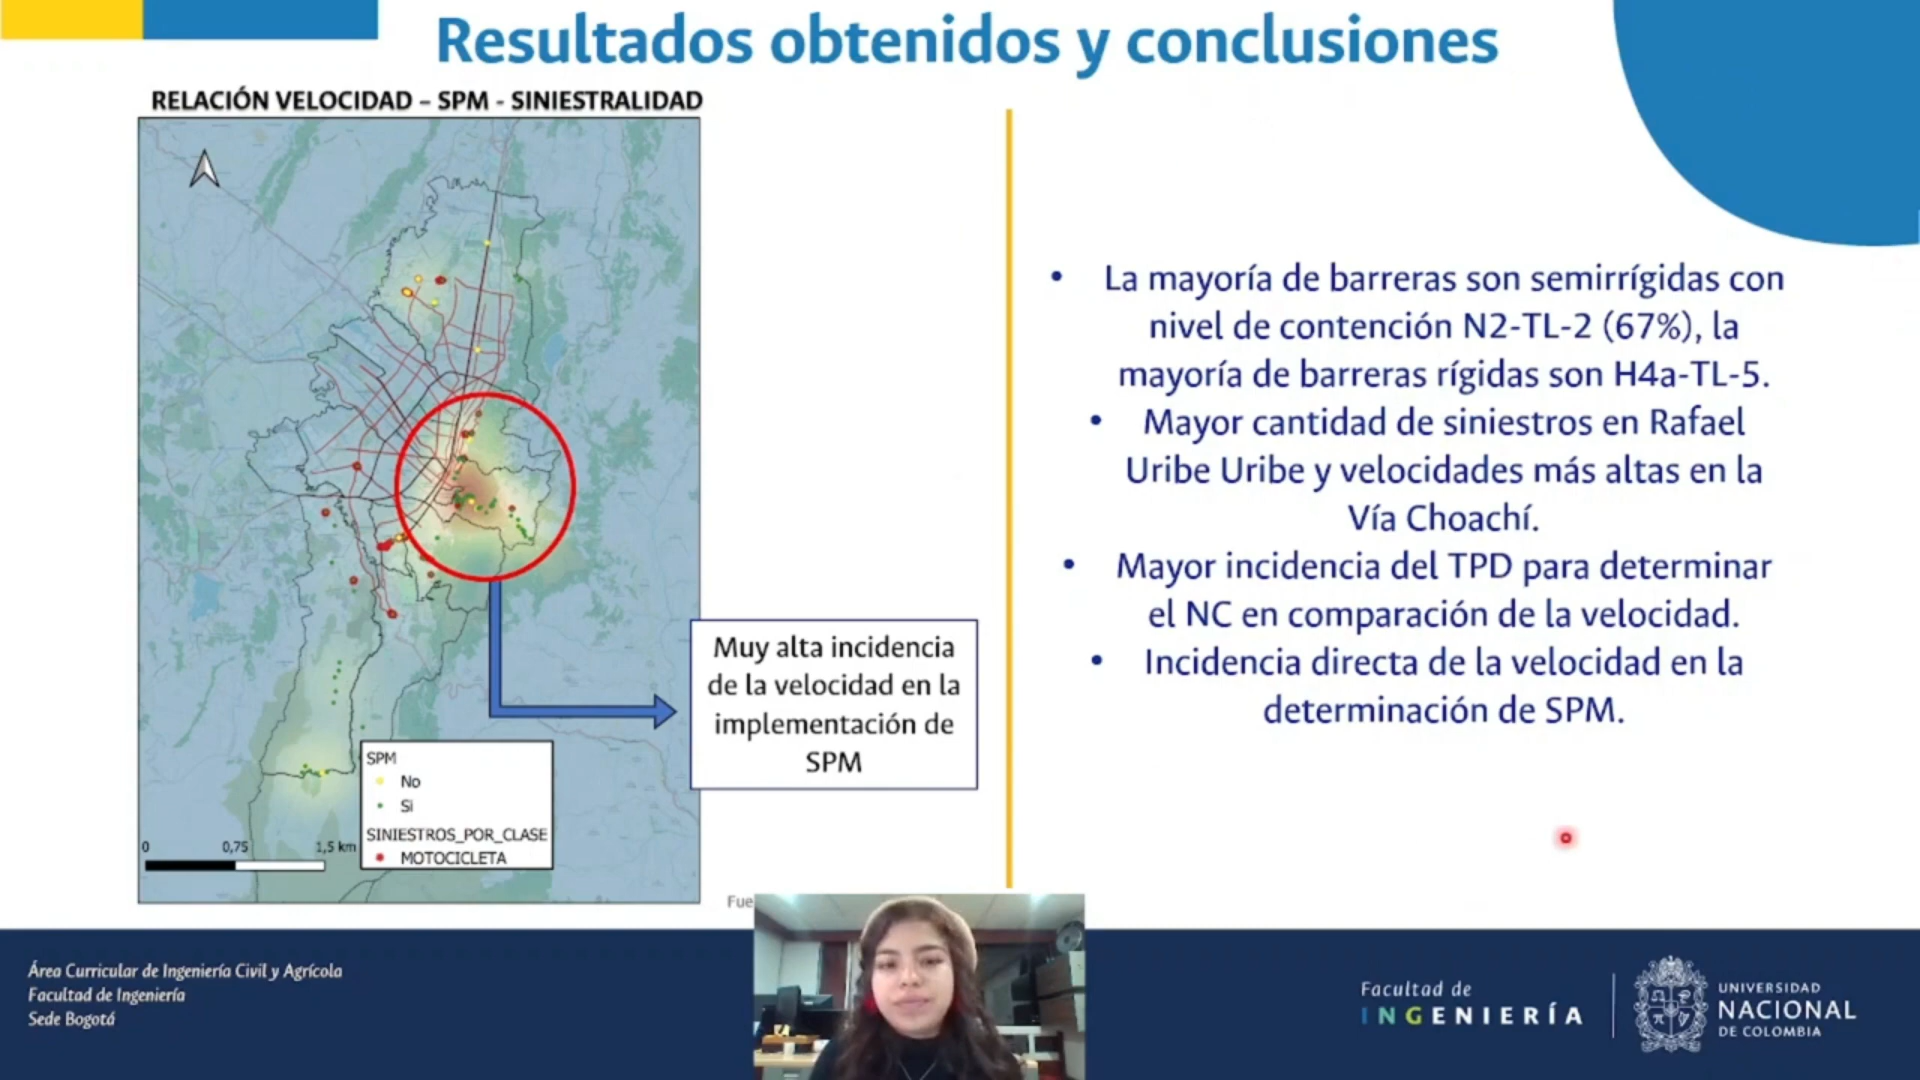 Resultados obtenidos y conclusiones
RELACIÓN VELOCIDAD – SPM - SINIESTRALIDAD
SPM
No
Si
SINIESTROS_POR_CLASE
MOTOCICLETA
0 0,75 1,5 km
Muy alta incidencia
de la velocidad en la
implementación de
SPM
Fue
• La mayoría de barreras son semirrígidas con
nivel de contención N2-TL-2 (67%), la
mayoría de barreras rígidas son H4a-TL-5.
• Mayor cantidad de siniestros en Rafael
Uribe Uribe y velocidades más altas en la
Vía Choachí.
• Mayor incidencia del TPD para determinar
el NC en comparación de la velocidad.
• Incidencia directa de la velocidad en la
determinación de SPM.
Área Curricular de Ingeniería Civil y Agrícola
Facultad de Ingeniería
Sede Bogotá
Facultad de
INGENIERÍA
UNIVERSIDAD
NACIONAL
DE COLOMBIA